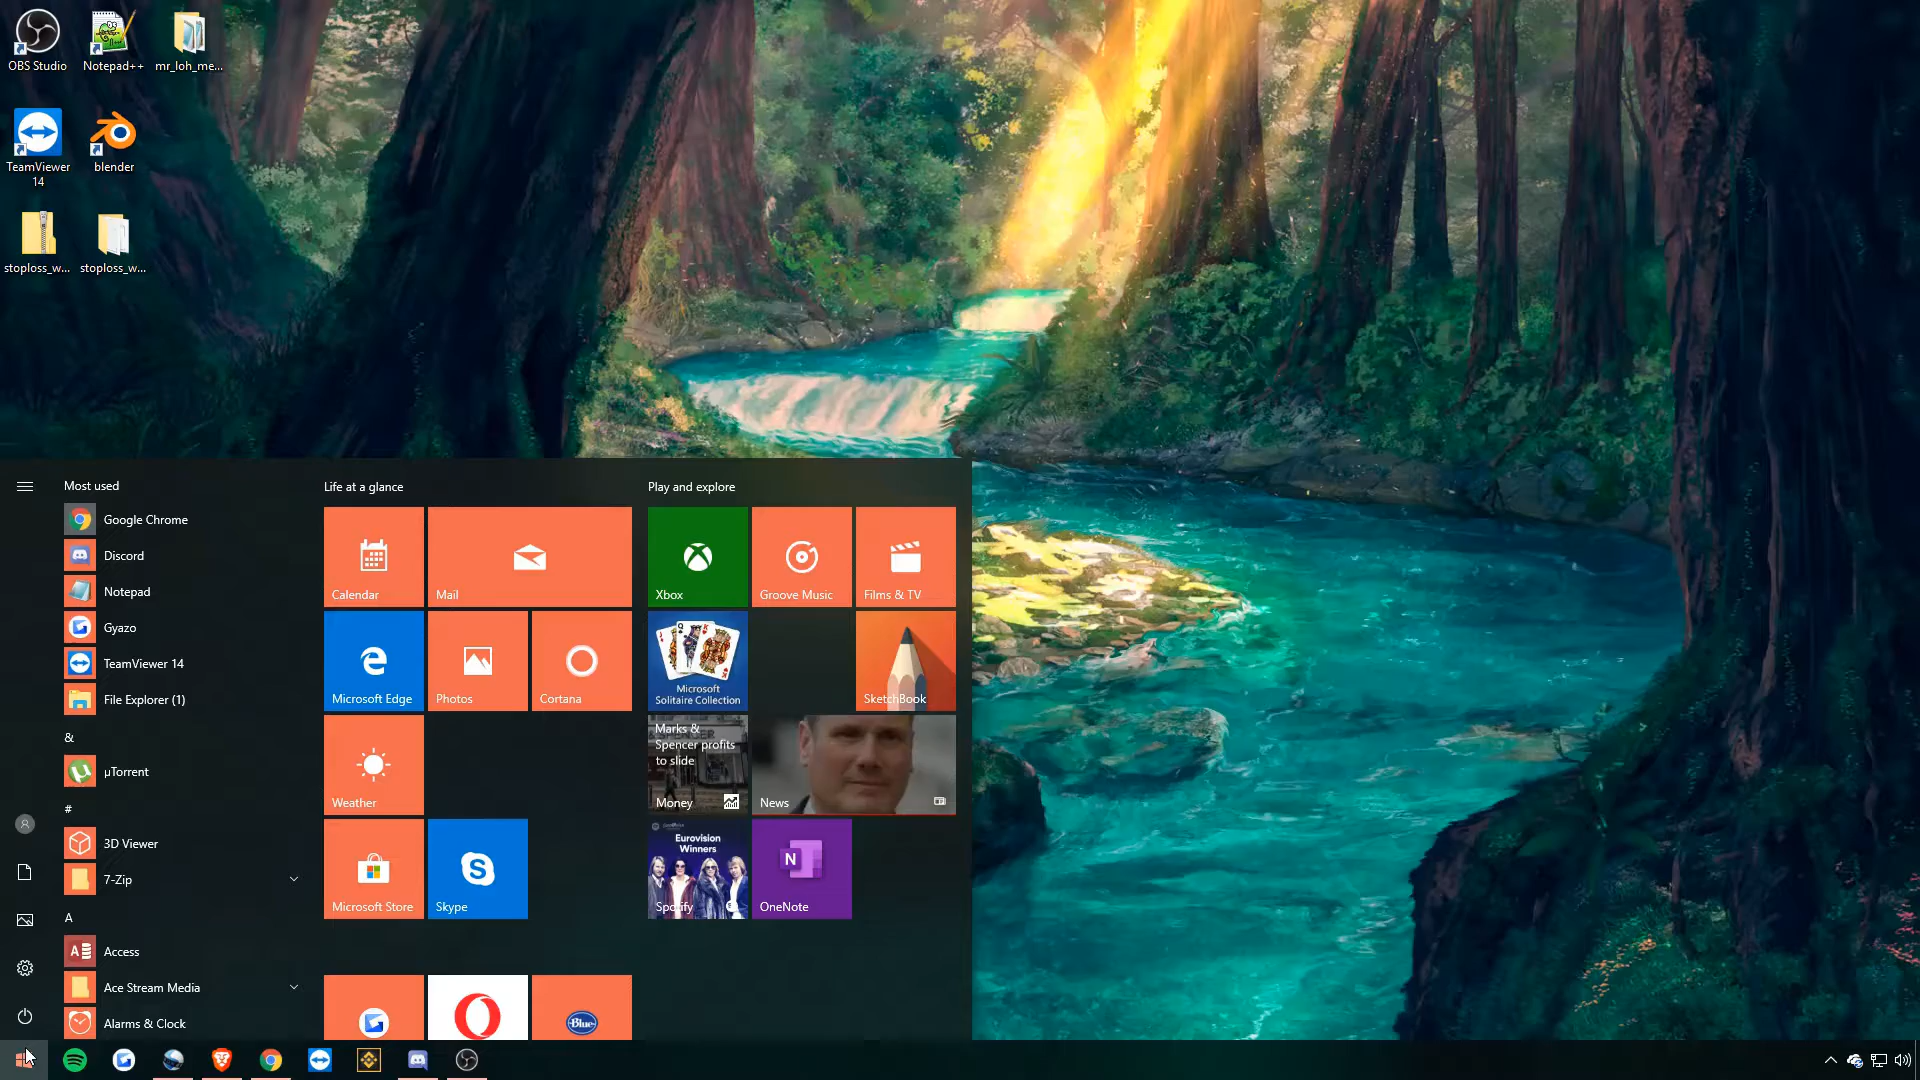 OBS Studio
Notepad++
mr_loh_me...
TeamViewer
14
blender
stoploss_w...
stoploss_w...
Most used
Google Chrome
Discord
Notepad
Gyazo
TeamViewer 14
File Explorer (1)
&
µTorrent
#
3D Viewer
7-Zip
A
Access
Ace Stream Media
Alarms & Clock
Life at a glance
Calendar
Mail
Microsoft Edge
Photos
Cortana
Weather
Microsoft Store
Skype
Blue
Play and explore
Xbox
Groove Music
Films & TV
Microsoft
Solitaire Collection
SketchBook
Marks &
Spencer profits
to slide
Money
News
Eurovision
Winners
Spotify
OneNote